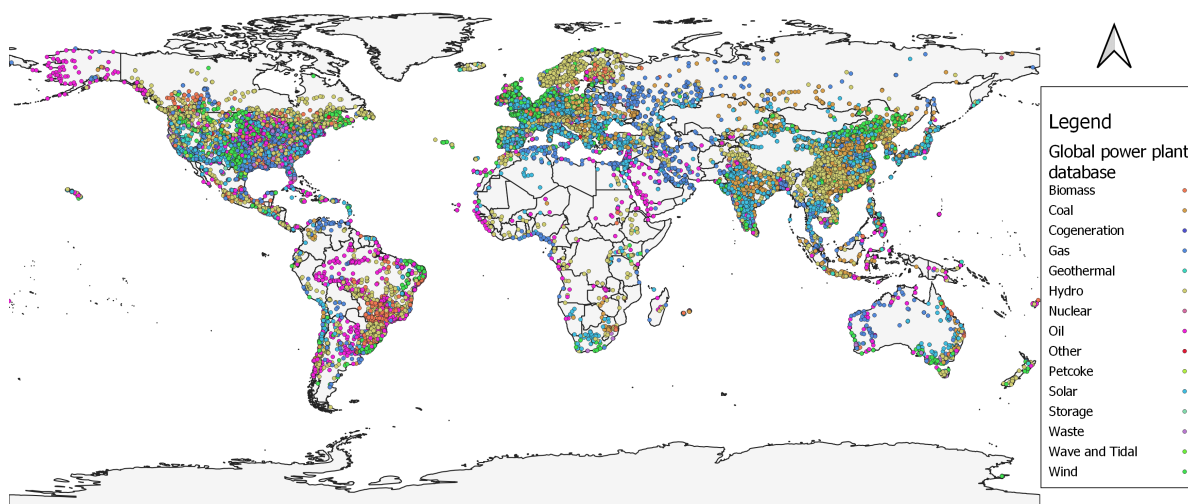 Legend
Global power plant
database
Biomass
Coal
Cogeneration
Gas
Geothermal
Hydro
Nuclear
Oil
Other
Petcoke
Solar
Storage
Waste
Wave and Tidal
Wind